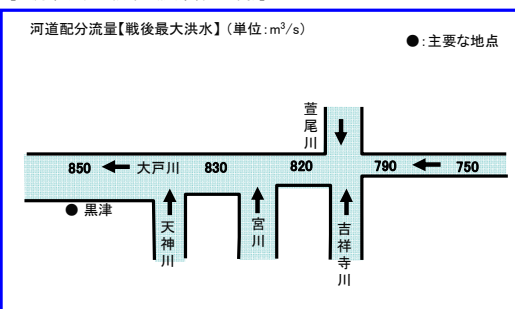 河道配分流量【戦後最大洪水】(単位:m³/s)
●:主要な地点
萱尾川
850 大戸川 830 820 790 750
● 黒津
天神川
宮川
吉祥寺川